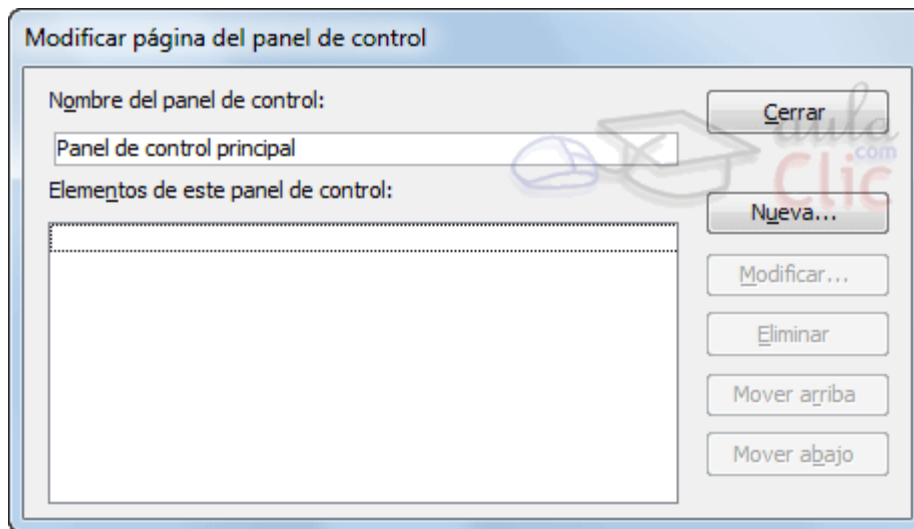 Modificar página del panel de control
Nombre del panel de control:
Panel de control principal
Elementos de este panel de control:
Cerrar
Nueva...
Modificar...
Eliminar
Mover arriba
Mover abajo
aula
Clic
com